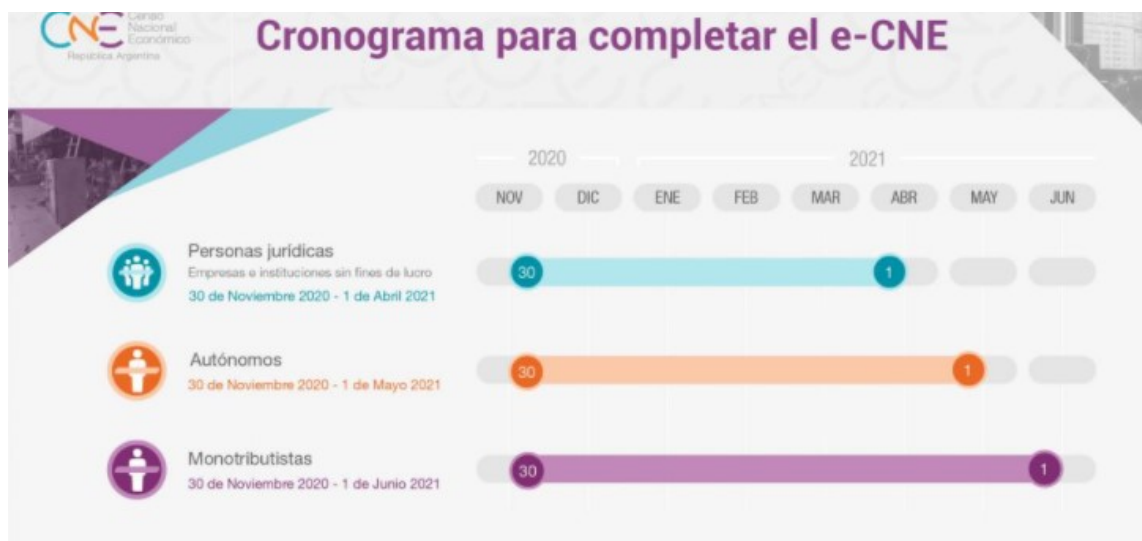 CNE
Censo
Nacional
Económico
República Argentina
Cronograma para completar el e-CNE
2020 2021
NOV DIC ENE FEB MAR ABR MAY JUN
Personas jurídicas
Empresas e instituciones sin fines de lucro
30 de Noviembre 2020 - 1 de Abril 2021
30 1
Autónomos
30 de Noviembre 2020 - 1 de Mayo 2021
30 1
Monotributistas
30 de Noviembre 2020 - 1 de Junio 2021
30 1